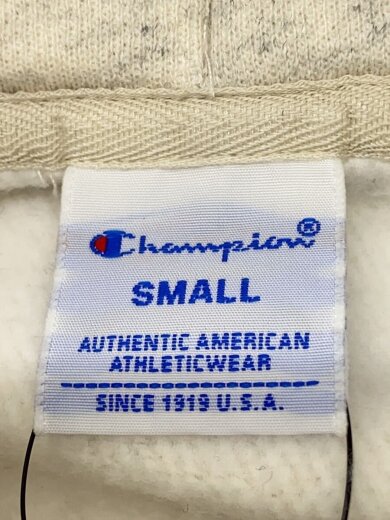 Champion®
SMALL
AUTHENTIC AMERICAN
ATHLETICWEAR
SINCE 1919 U.S.A.